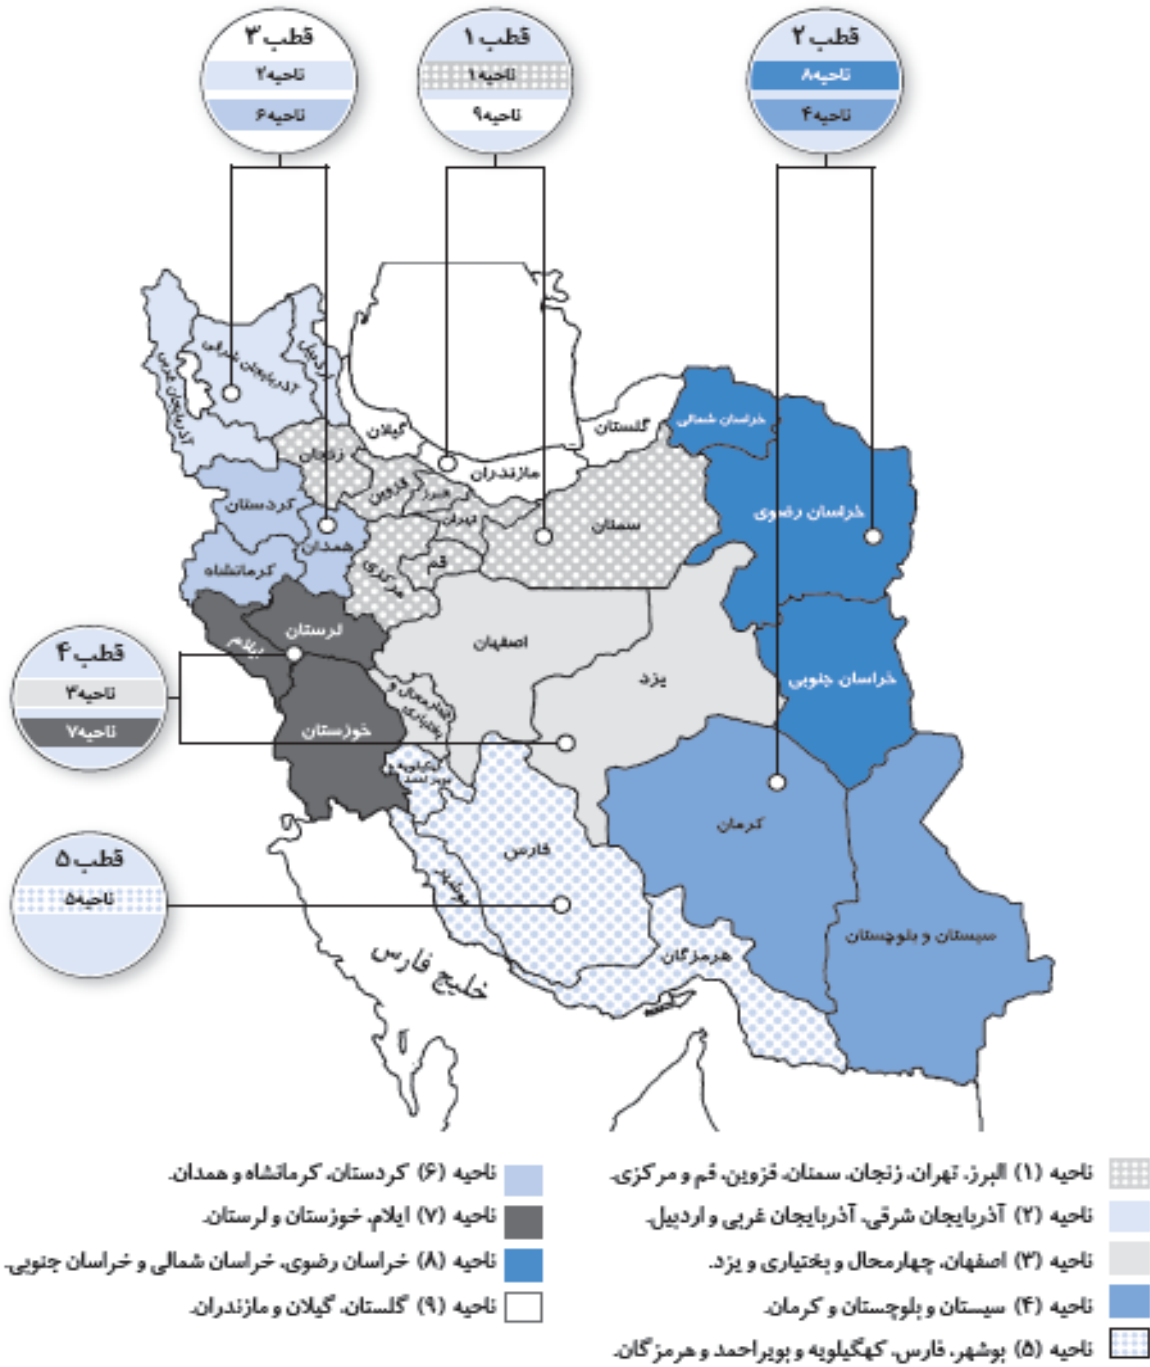 قطب ۳
ناحیه۲
ناحیه۶
قطب ۱
ناحیه۱
ناحیه۹
قطب ۲
ناحیه۸
ناحیه۴
قطب ۴
ناحیه۳
ناحیه۷
قطب ۵
ناحیه۵
آذربایجان غربی
آذربایجان شرقی
اردبیل
گیلان
مازندران
گلستان
خراسان شمالی
خراسان رضوی
خراسان جنوبی
زنجان
قزوین
البرز
تهران
سمنان
قم
مرکزی
کردستان
همدان
کرمانشاه
لرستان
ایلام
خوزستان
اصفهان
یزد
چهارمحال و
بختیاری
کهگیلویه و
بویراحمد
فارس
بوشهر
هرمزگان
کرمان
سیستان و بلوچستان
خلیج فارس
ناحیه (۱) البرز، تهران، زنجان، سمنان، قزوین، قم و مرکزی.
ناحیه (۲) آذربایجان شرقی، آذربایجان غربی و اردبیل.
ناحیه (۳) اصفهان، چهارمحال و بختیاری و یزد.
ناحیه (۴) سیستان و بلوچستان و کرمان.
ناحیه (۵) بوشهر، فارس، کهگیلویه و بویراحمد و هرمزگان.
ناحیه (۶) کردستان، کرمانشاه و همدان.
ناحیه (۷) ایلام، خوزستان و لرستان.
ناحیه (۸) خراسان رضوی، خراسان شمالی و خراسان جنوبی.
ناحیه (۹) گلستان، گیلان و مازندران.